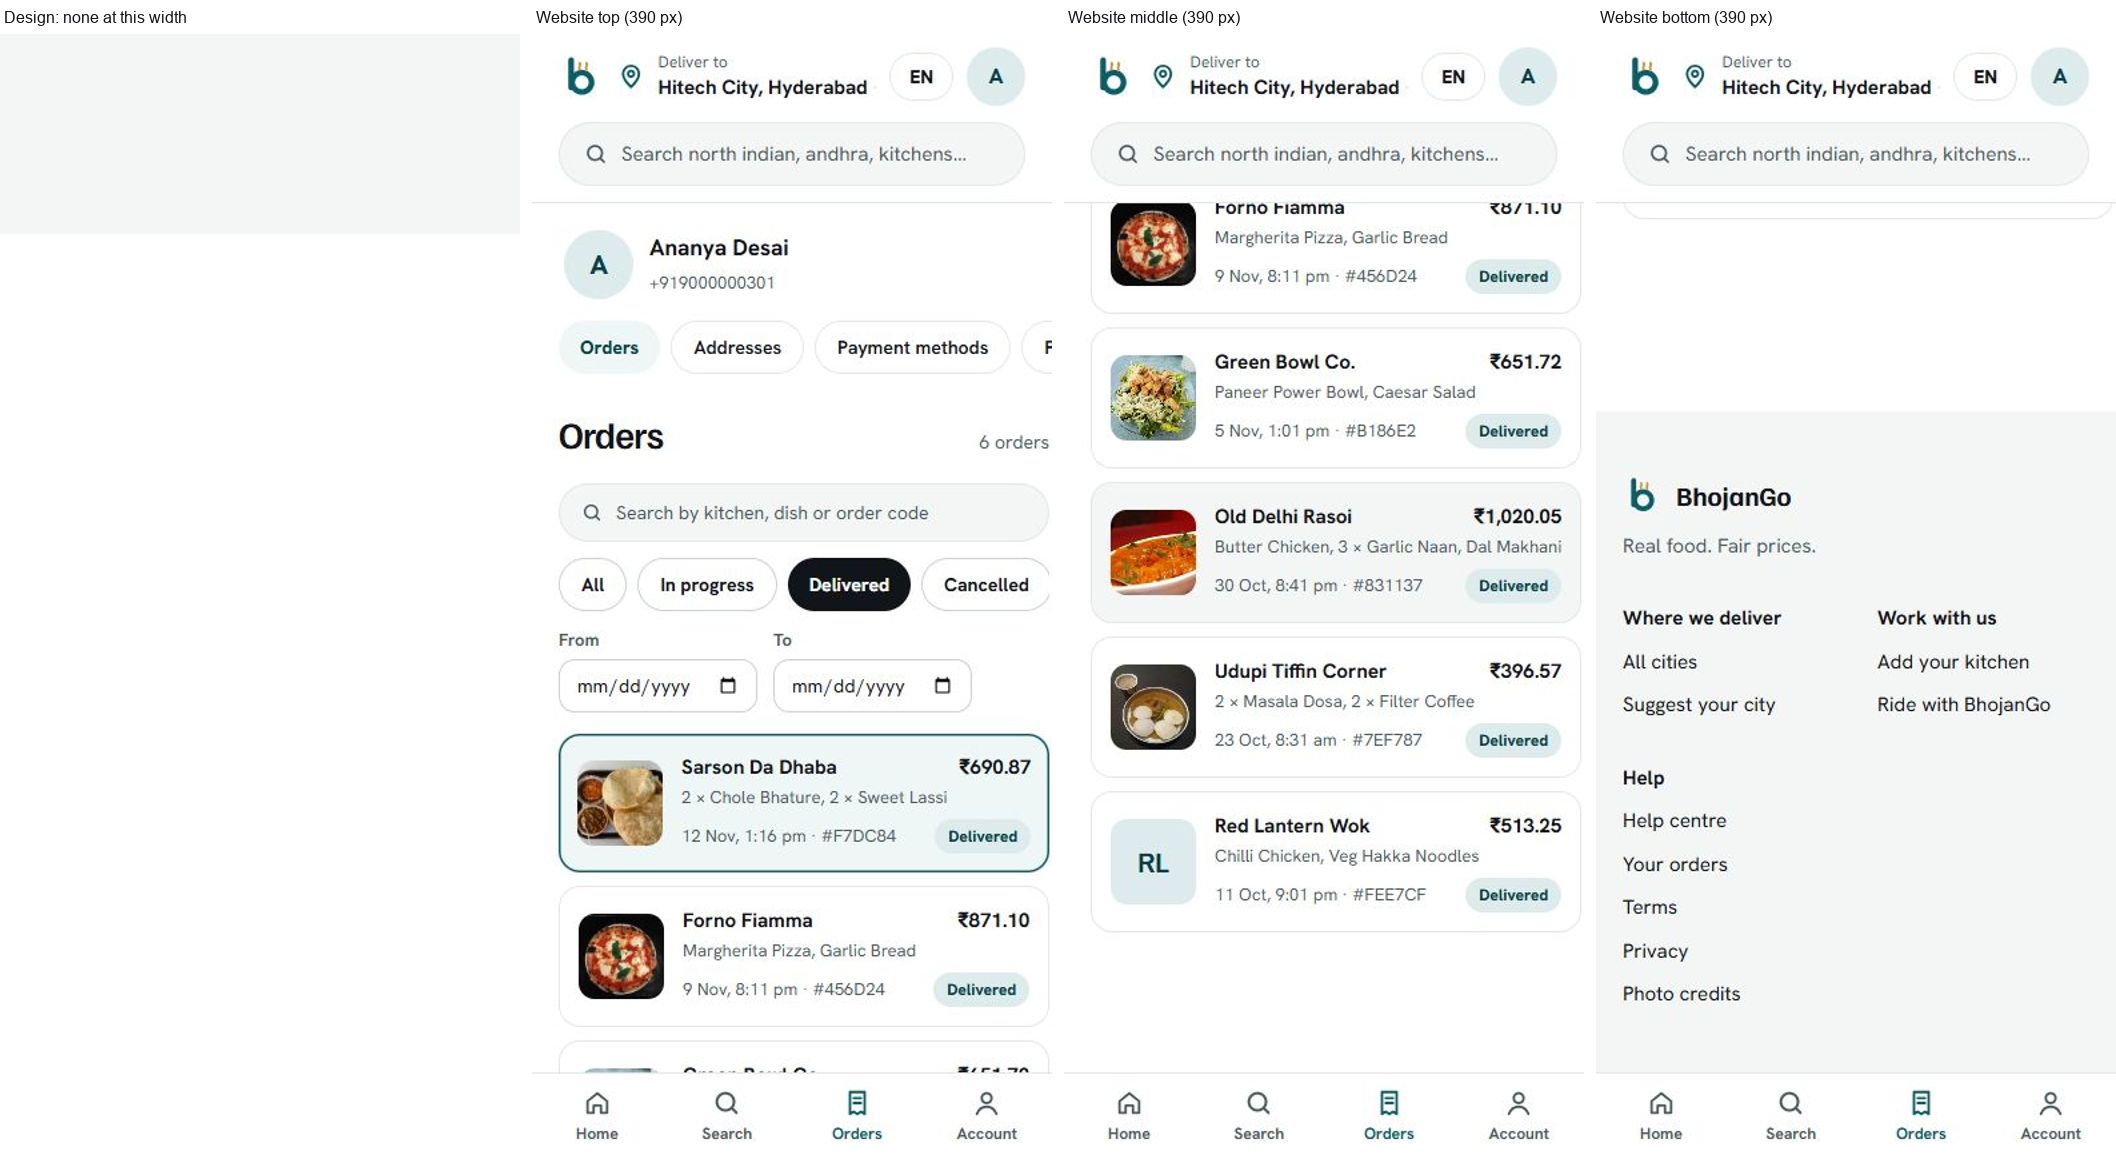 Design: none at this width
Website top (390 px)
Deliver to
Hitech City, Hyderabad
EN
A
Search north indian, andhra, kitchens...
A
Ananya Desai
+919000000301
Orders
Addresses
Payment methods
Orders
6 orders
Search by kitchen, dish or order code
All
In progress
Delivered
Cancelled
From
To
mm/dd/yyyy
mm/dd/yyyy
Sarson Da Dhaba
₹690.87
2 × Chole Bhature, 2 × Sweet Lassi
12 Nov, 1:16 pm · #F7DC84
Delivered
Forno Fiamma
₹871.10
Margherita Pizza, Garlic Bread
9 Nov, 8:11 pm · #456D24
Delivered
Green Bowl Co.
₹651.72
Home
Search
Orders
Account
Website middle (390 px)
Deliver to
Hitech City, Hyderabad
EN
A
Search north indian, andhra, kitchens...
Forno Fiamma
₹871.10
Margherita Pizza, Garlic Bread
9 Nov, 8:11 pm · #456D24
Delivered
Green Bowl Co.
₹651.72
Paneer Power Bowl, Caesar Salad
5 Nov, 1:01 pm · #B186E2
Delivered
Old Delhi Rasoi
₹1,020.05
Butter Chicken, 3 × Garlic Naan, Dal Makhani
30 Oct, 8:41 pm · #831137
Delivered
Udupi Tiffin Corner
₹396.57
2 × Masala Dosa, 2 × Filter Coffee
23 Oct, 8:31 am · #7EF787
Delivered
RL
Red Lantern Wok
₹513.25
Chilli Chicken, Veg Hakka Noodles
11 Oct, 9:01 pm · #FEE7CF
Delivered
Home
Search
Orders
Account
Website bottom (390 px)
Deliver to
Hitech City, Hyderabad
EN
A
Search north indian, andhra, kitchens...
BhojanGo
Real food. Fair prices.
Where we deliver
All cities
Suggest your city
Work with us
Add your kitchen
Ride with BhojanGo
Help
Help centre
Your orders
Terms
Privacy
Photo credits
Home
Search
Orders
Account